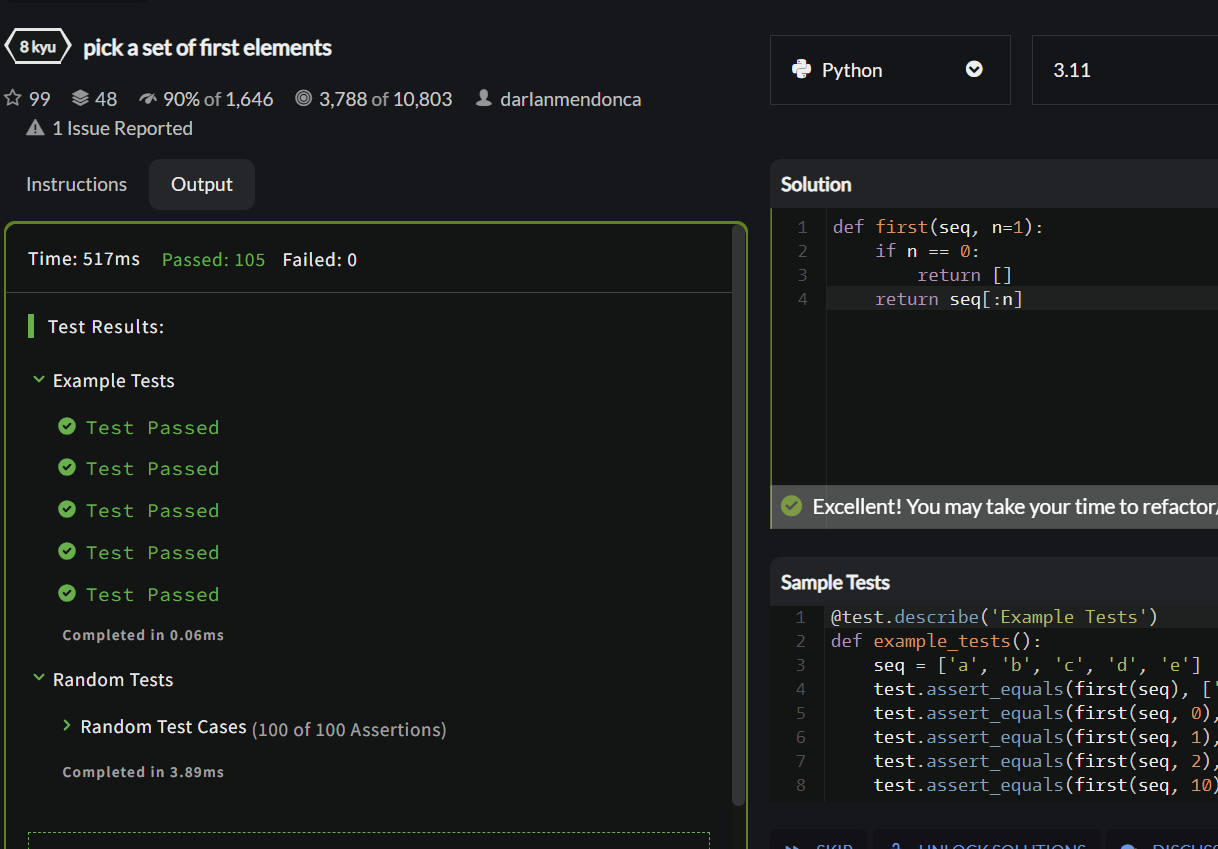 8 kyu pick a set of first elements
99 48 90% of 1,646 3,788 of 10,803 darlanmendonca
1 Issue Reported
Instructions Output
Time: 517ms Passed: 105 Failed: 0
Test Results:
Example Tests
Test Passed
Test Passed
Test Passed
Test Passed
Test Passed
Completed in 0.06ms
Random Tests
Random Test Cases (100 of 100 Assertions)
Completed in 3.89ms
Python 3.11
Solution
1 def first(seq, n=1):
2     if n == 0:
3         return []
4     return seq[:n]
Excellent! You may take your time to refactor/
Sample Tests
1 @test.describe('Example Tests')
2 def example_tests():
3     seq = ['a', 'b', 'c', 'd', 'e']
4     test.assert_equals(first(seq), ['
5     test.assert_equals(first(seq, 0),
6     test.assert_equals(first(seq, 1),
7     test.assert_equals(first(seq, 2),
8     test.assert_equals(first(seq, 10)
SKIP UNLOCK SOLUTIONS